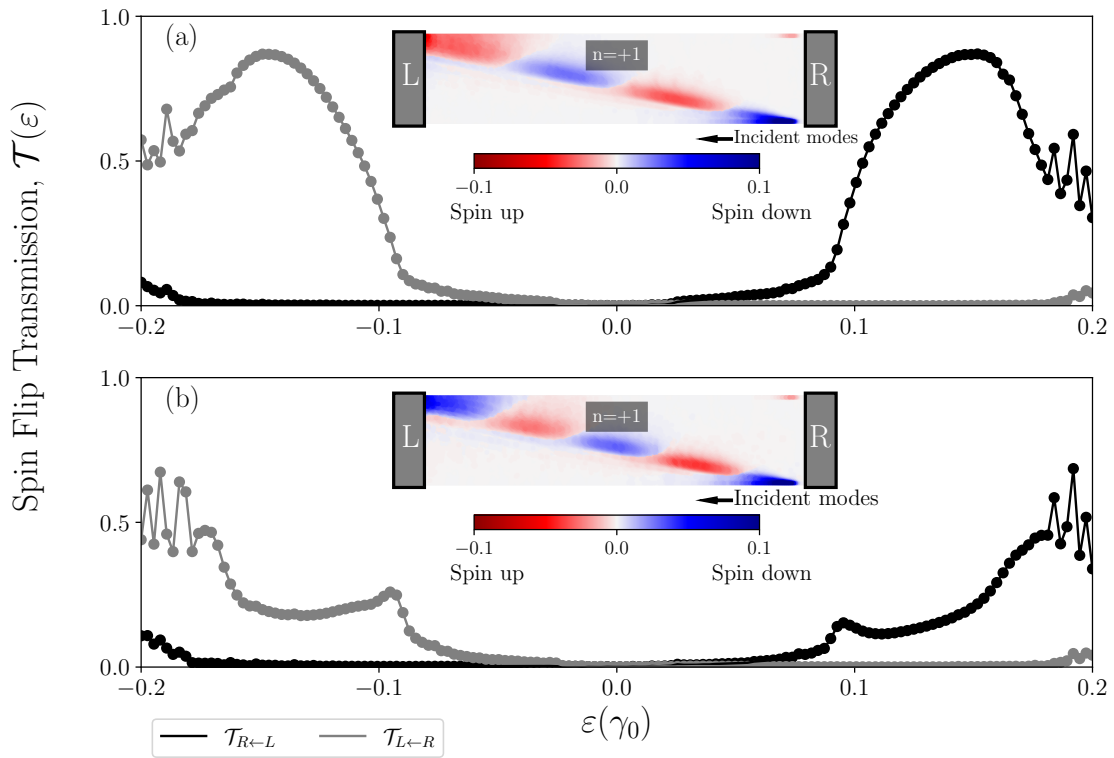 Spin Flip Transmission, 𝒯(ε)
1.0
0.5
0.0
(a)
L
n=+1
R
Incident modes
−0.1
0.0
0.1
Spin up
Spin down
−0.2
−0.1
0.0
0.1
0.2
1.0
0.5
0.0
(b)
L
n=+1
R
Incident modes
−0.1
0.0
0.1
Spin up
Spin down
−0.2
−0.1
0.0
0.1
0.2
ε(γ₀)
𝒯R←L
𝒯L←R